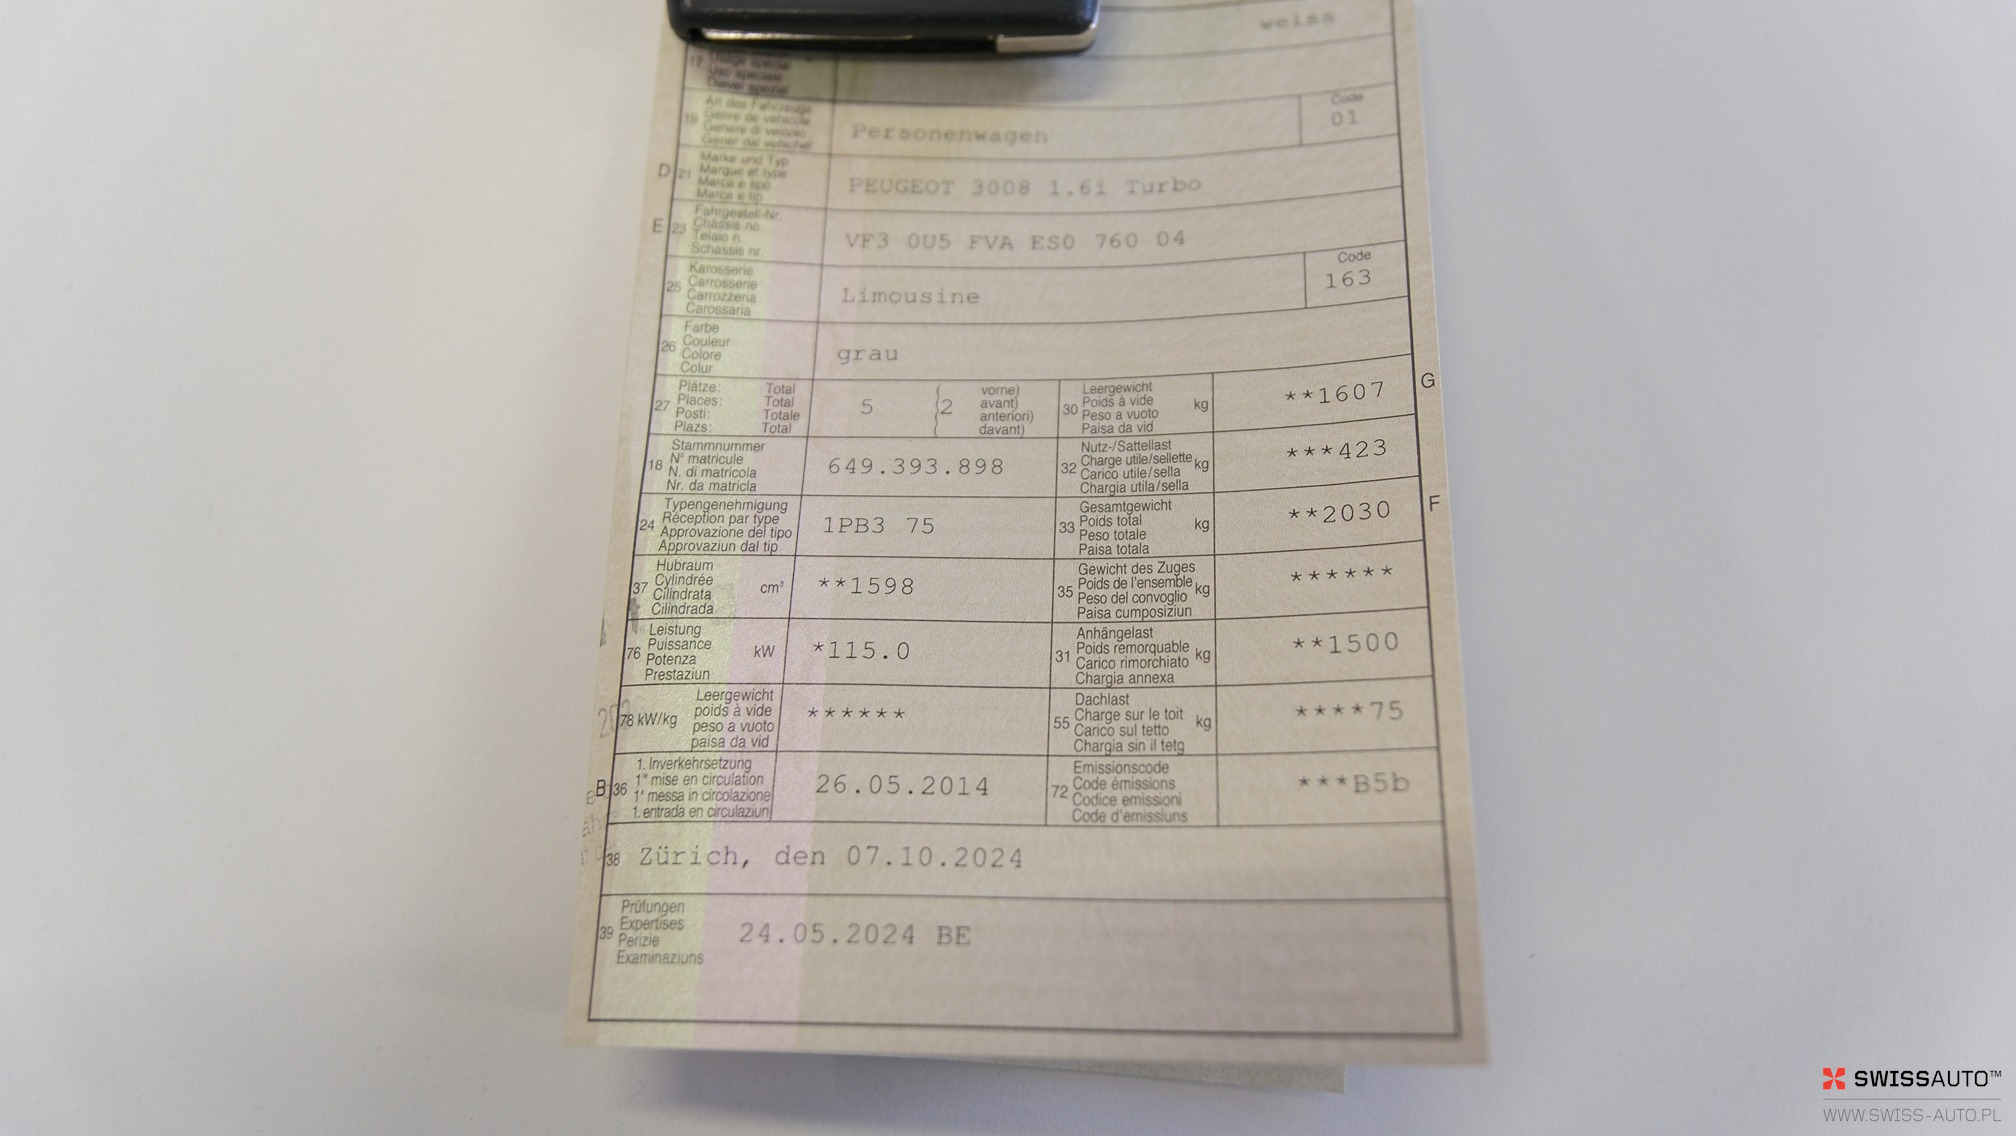 weiss
17 Usage spécial
Uso speciale
Diever spezial
Art des Fahrzeugs
Genre de véhicule
19 Genere di veicolo
Gener dal vehichel
Personenwagen
Code
01
D 21 Marke und Typ
Marque et type
Marca e tipo
Marca e tip
PEUGEOT 3008 1.6i Turbo
E 23 Fahrgestell-Nr.
Châssis no
Telaio n.
Schassis nr.
VF3 0U5 FVA ES0 760 04
25 Karosserie
Carrosserie
Carrozzeria
Carossaria
Limousine
Code
163
26 Farbe
Couleur
Colore
Colur
grau
27 Plätze: Total
Places: Total
Posti: Totale
Plazs: Total
5 (2 vorne)
( avant)
( anteriori)
( davant)
30 Leergewicht
Poids à vide kg
Peso a vuoto
Paisa da vid
**1607 G
18 Stammnummer
N° matricule
N. di matricola
Nr. da matricla
649.393.898
32 Nutz-/Sattellast
Charge utile/sellette kg
Carico utile/sella
Chargia utila/sella
***423
24 Typengenehmigung
Réception par type
Approvazione del tipo
Approvaziun dal tip
1PB3 75
33 Gesamtgewicht
Poids total kg
Peso totale
Paisa totala
**2030 F
37 Hubraum
Cylindrée cm³
Cilindrata
Cilindrada
**1598
35 Gewicht des Zuges
Poids de l'ensemble kg
Peso del convoglio
Paisa cumposiziun
******
76 Leistung
Puissance kW
Potenza
Prestaziun
*115.0
31 Anhängelast
Poids remorquable kg
Carico rimorchiato
Chargia annexa
**1500
78 kW/kg Leergewicht
poids à vide
peso a vuoto
paisa da vid
******
55 Dachlast
Charge sur le toit kg
Carico sul tetto
Chargia sin il tetg
****75
B 36 1. Inverkehrsetzung
1re mise en circulation
1a messa in circolazione
1. entrada en circulaziun
26.05.2014
72 Emissionscode
Code émissions
Codice emissioni
Code d'emissiuns
***B5b
38 Zürich, den 07.10.2024
39 Prüfungen
Expertises
Perizie
Examinaziuns
24.05.2024 BE
SWISSAUTO™
WWW.SWISS-AUTO.PL